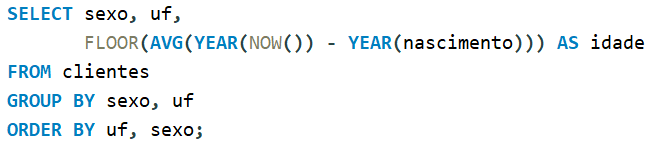 SELECT sexo, uf,
       FLOOR(AVG(YEAR(NOW()) - YEAR(nascimento))) AS idade
FROM clientes
GROUP BY sexo, uf
ORDER BY uf, sexo;